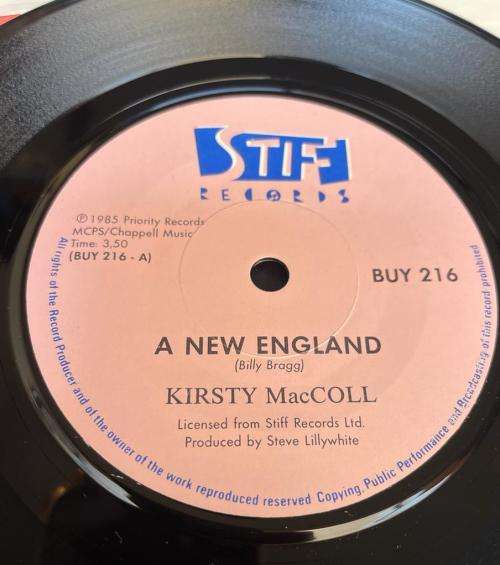 STIFF
RECORDS
℗ 1985 Priority Records
MCPS/Chappell Music
Time: 3.50
(BUY 216 - A)
BUY 216
A NEW ENGLAND
(Billy Bragg)
KIRSTY MacCOLL
Licensed from Stiff Records Ltd.
Produced by Steve Lillywhite
All rights of the Record Producer and of the owner of the work reproduced reserved Copying, Public Performance and Broadcasting of this record prohibited